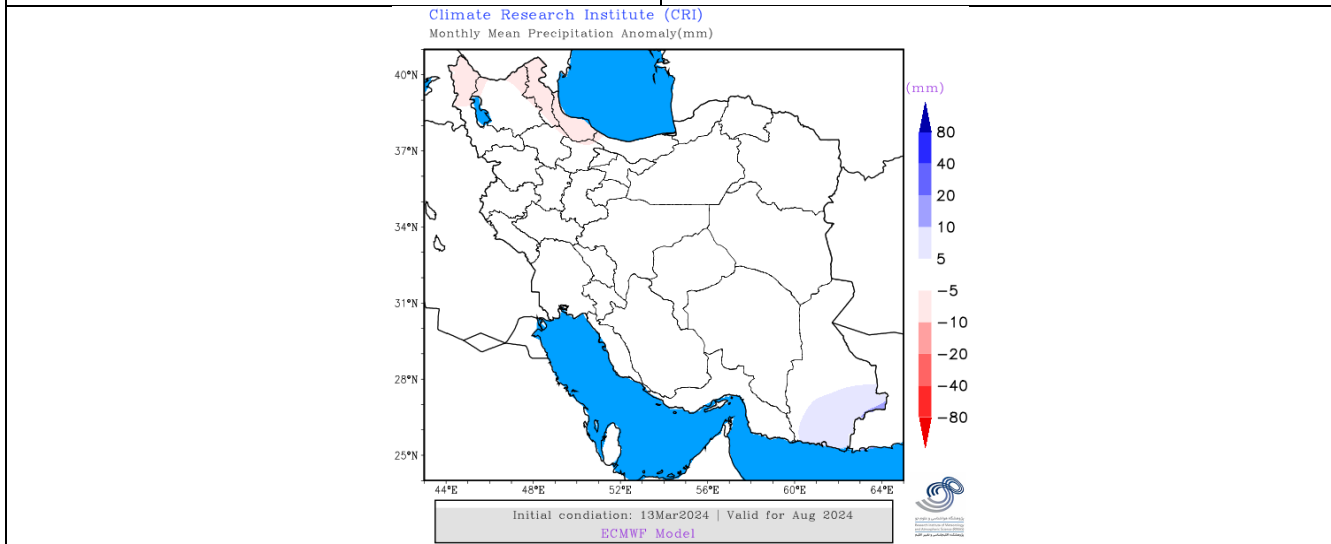 Climate Research Institute (CRI)
Monthly Mean Precipitation Anomaly(mm)
40°N
37°N
34°N
31°N
28°N
25°N
44°E 48°E 52°E 56°E 60°E 64°E
(mm)
80
40
20
10
5
−5
−10
−20
−40
−80
Initial condiation: 13Mar2024 | Valid for Aug 2024
ECMWF Model